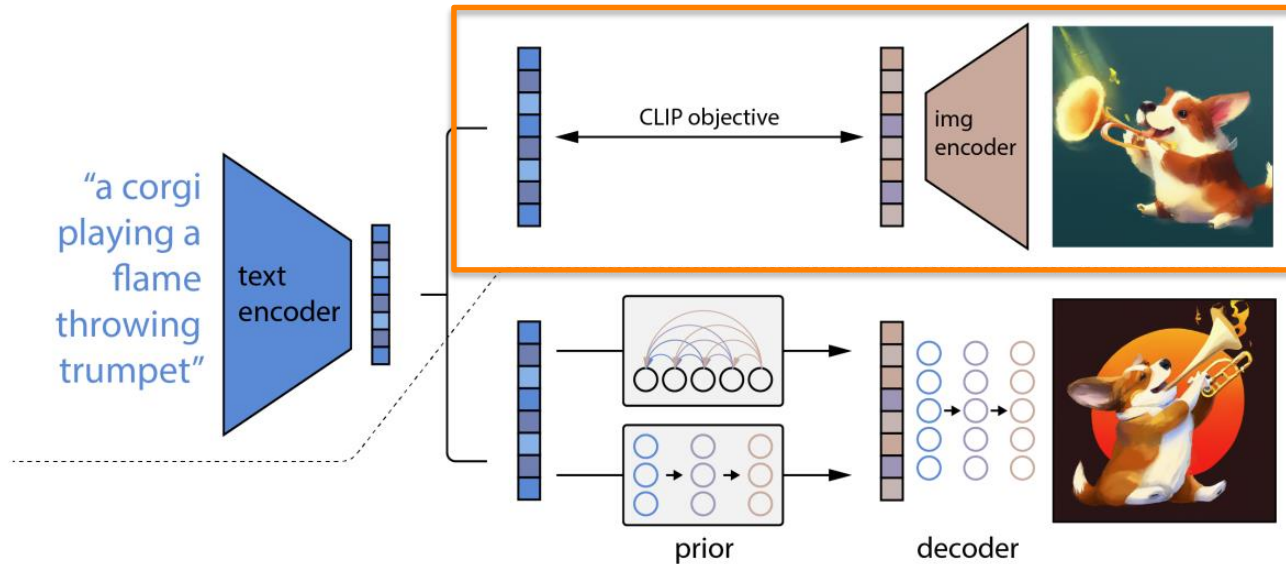 “a corgi
playing a
flame
throwing
trumpet”
text
encoder
CLIP objective
img
encoder
prior
decoder